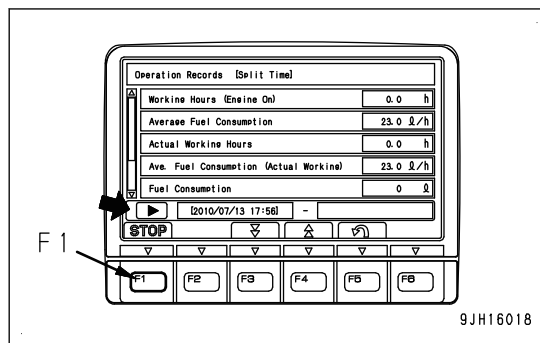 Operation Records [Split Time]
Working Hours (Engine On) 0.0 h
Average Fuel Consumption 23.0 ℓ/h
Actual Working Hours 0.0 h
Ave. Fuel Consumption (Actual Working) 23.0 ℓ/h
Fuel Consumption 0 ℓ
[2010/07/13 17:56] -
STOP
F1
F1 F2 F3 F4 F5 F6
9JH16018